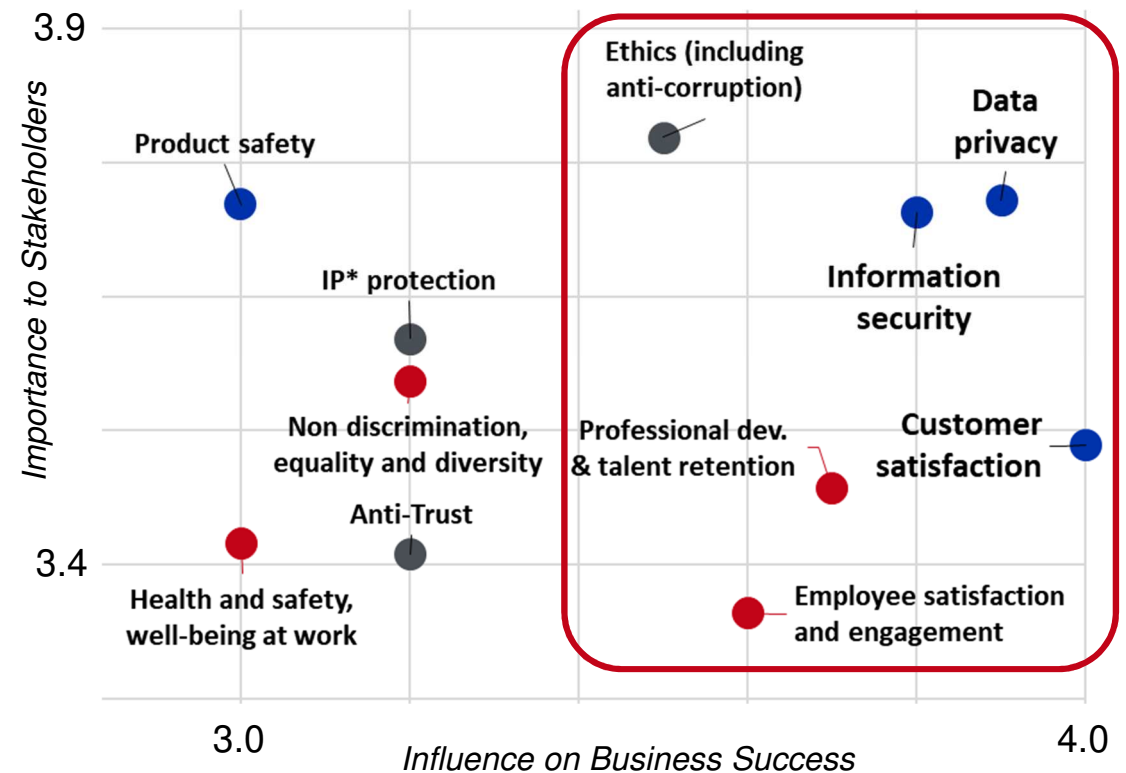 3.9
Importance to Stakeholders
Ethics (including
anti-corruption)
Data
privacy
Product safety
IP* protection
Information
security
Non discrimination,
equality and diversity
Professional dev.
& talent retention
Customer
satisfaction
Anti-Trust
3.4
Health and safety,
well-being at work
Employee satisfaction
and engagement
3.0
Influence on Business Success
4.0